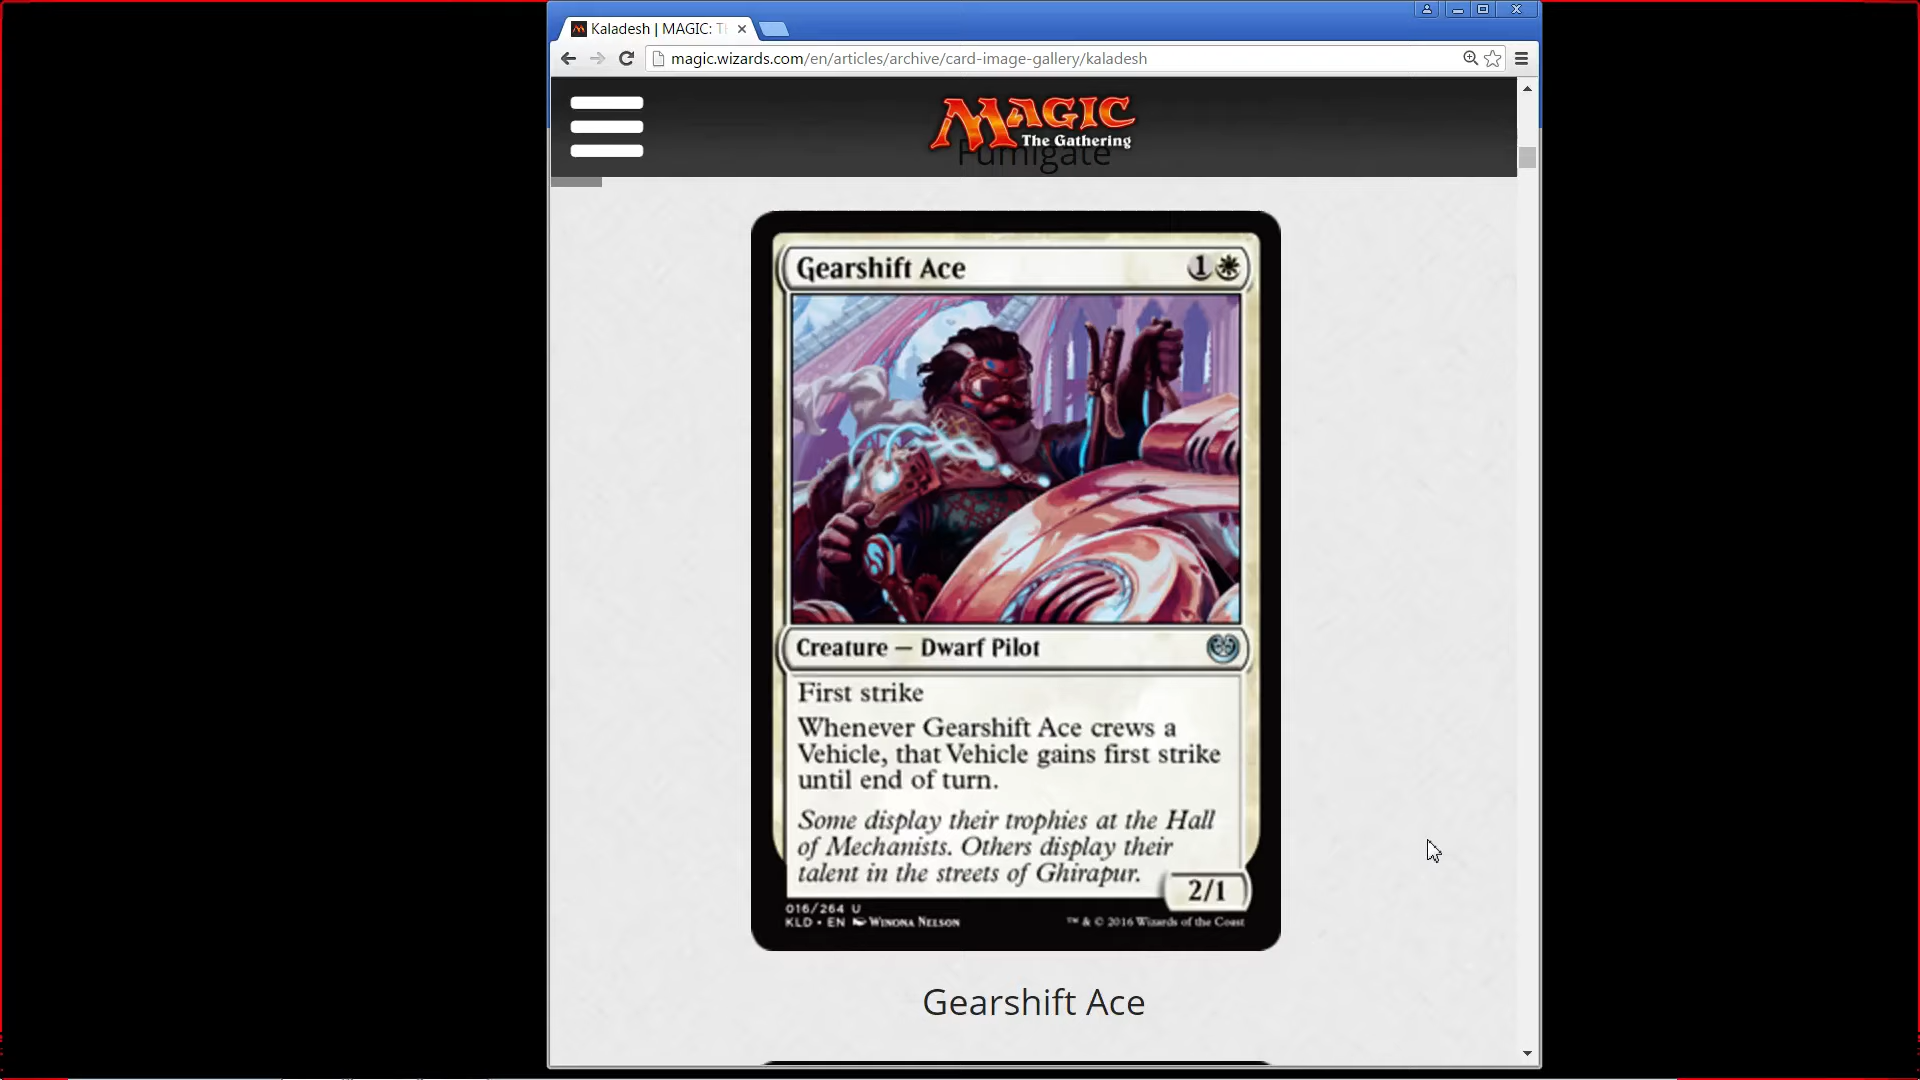 Kaladesh | MAGIC: T
magic.wizards.com/en/articles/archive/card-image-gallery/kaladesh
MAGIC
The Gathering
Fumigate
Gearshift Ace 1
Creature — Dwarf Pilot
First strike
Whenever Gearshift Ace crews a
Vehicle, that Vehicle gains first strike
until end of turn.
Some display their trophies at the Hall
of Mechanists. Others display their
talent in the streets of Ghirapur.
2/1
016/264 U
KLD • EN Winona Nelson
™ & © 2016 Wizards of the Coast
Gearshift Ace